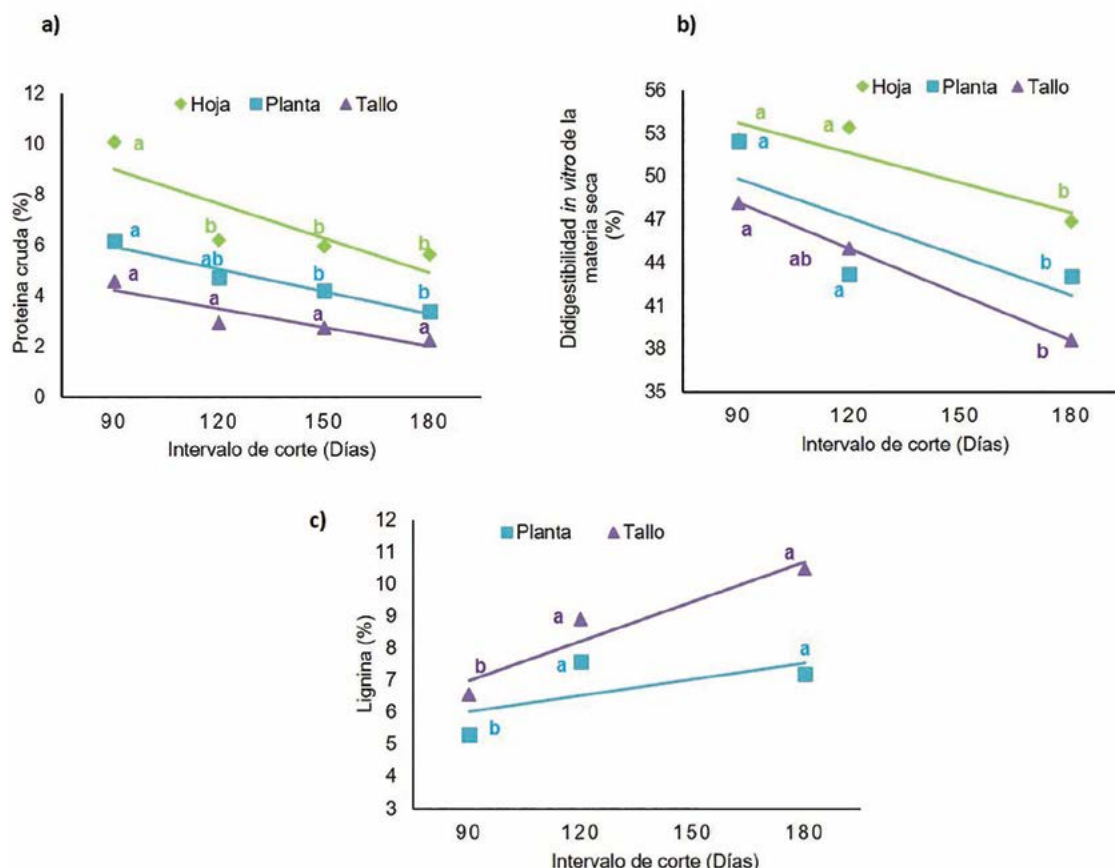 a)
Hoja Planta Tallo
Proteina cruda (%)
12
10
8
6
4
2
0
a
b
b
b
a
ab
b
b
a
a
a
a
90 120 150 180
Intervalo de corte (Días)
b)
Hoja Planta Tallo
Didigestibilidad in vitro de la
materia seca
(%)
56
53
50
47
44
41
38
35
a
a
b
a
a
b
a
ab
b
90 120 150 180
Intervalo de corte (Días)
c)
Planta Tallo
Lignina (%)
12
11
10
9
8
7
6
5
4
3
b
a
a
b
a
a
90 120 150 180
Intervalo de corte (Días)